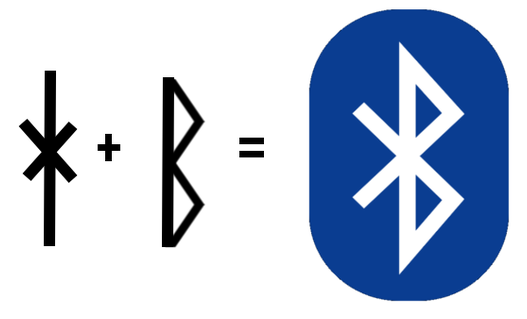 ᚼ + ᛒ =